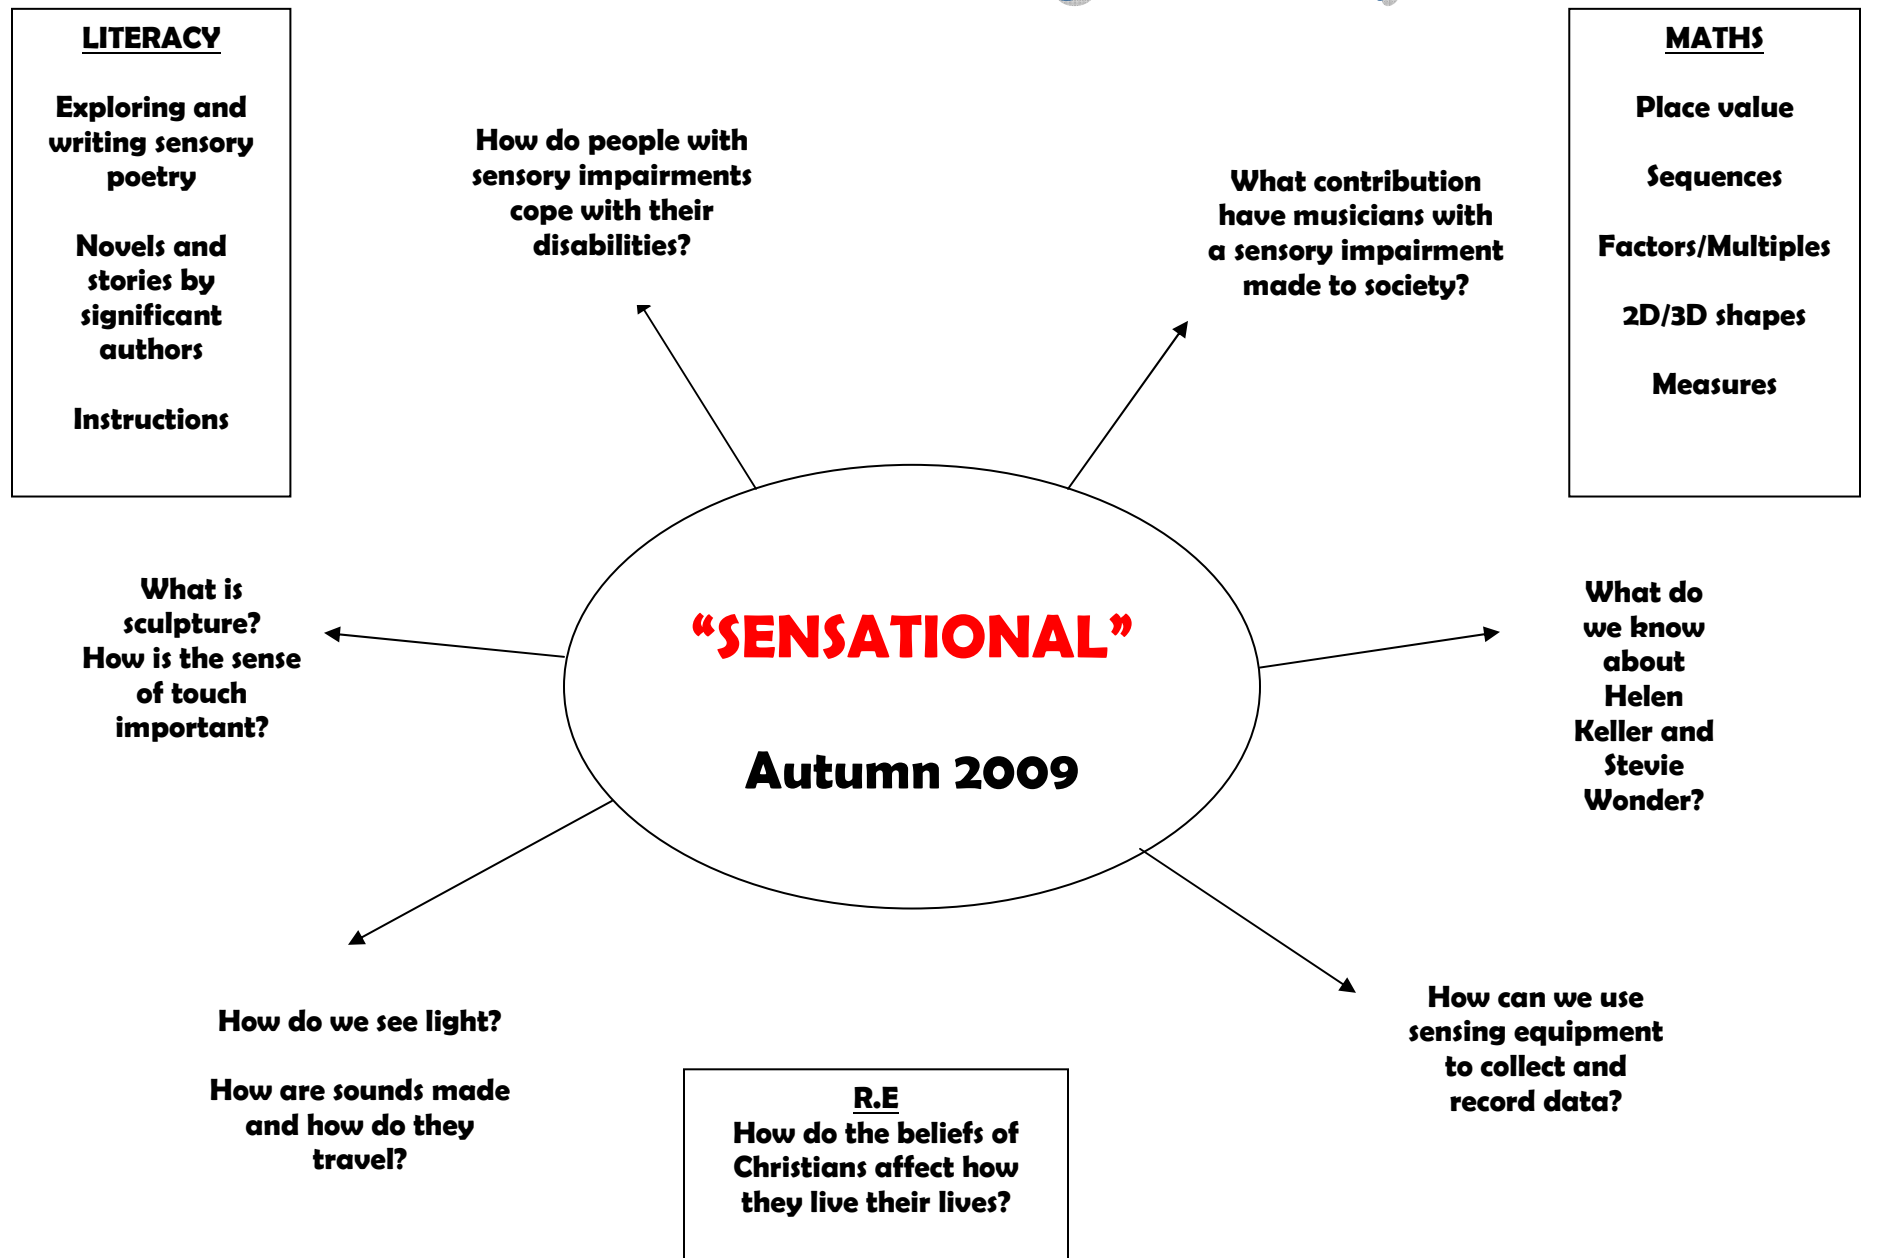 LITERACY
Exploring and
writing sensory
poetry
Novels and
stories by
significant
authors
Instructions
How do people with
sensory impairments
cope with their
disabilities?
What contribution
have musicians with
a sensory impairment
made to society?
MATHS
Place value
Sequences
Factors/Multiples
2D/3D shapes
Measures
What is
sculpture?
How is the sense
of touch
important?
“SENSATIONAL”
Autumn 2009
What do
we know
about
Helen
Keller and
Stevie
Wonder?
How do we see light?
How are sounds made
and how do they
travel?
R.E
How do the beliefs of
Christians affect how
they live their lives?
How can we use
sensing equipment
to collect and
record data?